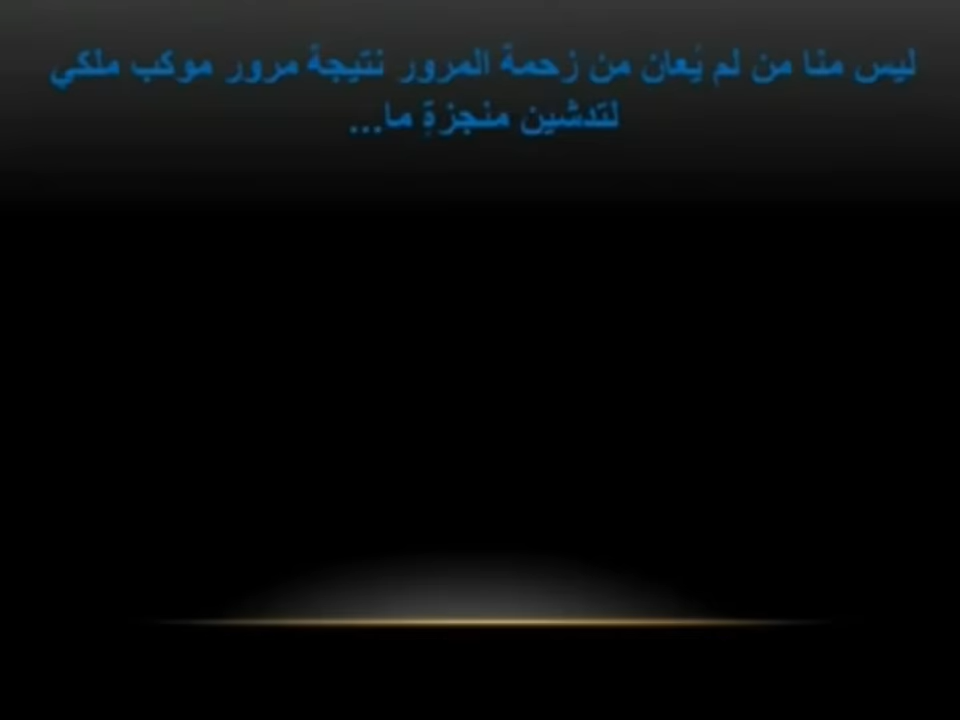 ليس منا من لم يُعان من زحمة المرور نتيجة مرور موكب ملكي
لتدشين منجزةِ ما...